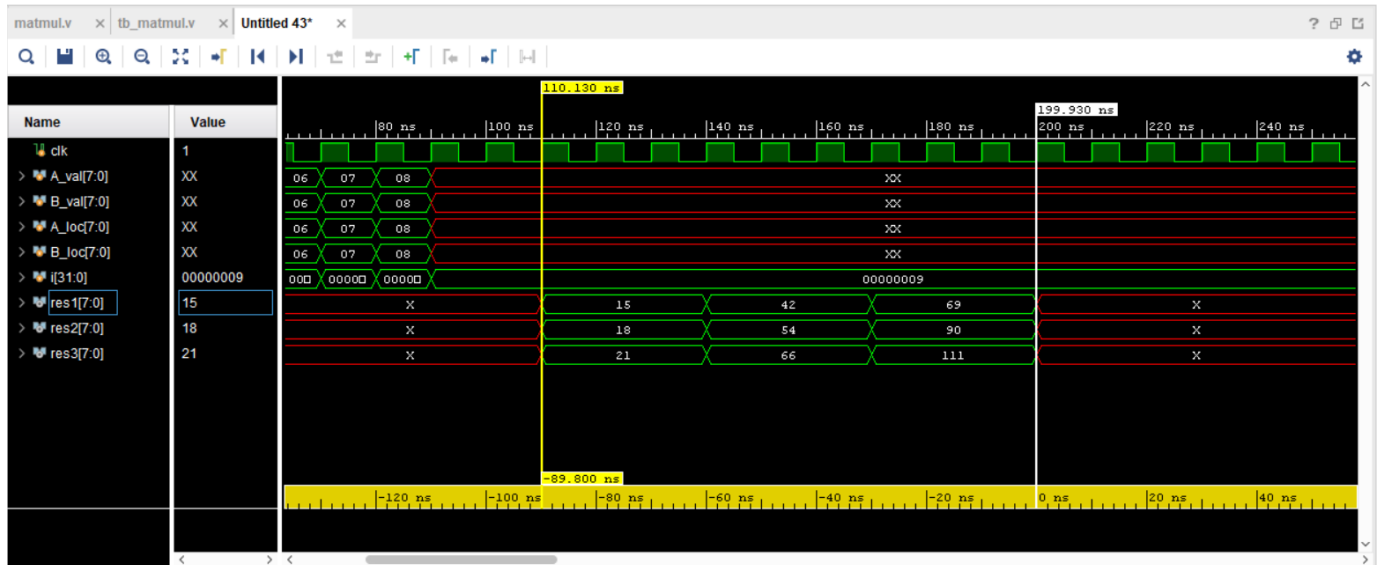 matmul.v × tb_matmul.v × Untitled 43* × ?
110.130 ns
199.930 ns
Name Value
80 ns 100 ns 120 ns 140 ns 160 ns 180 ns 200 ns 220 ns 240 ns
clk 1
> A_val[7:0] XX 06 07 08 XX
> B_val[7:0] XX 06 07 08 XX
> A_loc[7:0] XX 06 07 08 XX
> B_loc[7:0] XX 06 07 08 XX
> i[31:0] 00000009 00□ 0000□ 0000□ 00000009
> res1[7:0] 15 X 15 42 69 X
> res2[7:0] 18 X 18 54 90 X
> res3[7:0] 21 X 21 66 111 X
-89.800 ns
-120 ns -100 ns -80 ns -60 ns -40 ns -20 ns 0 ns 20 ns 40 ns